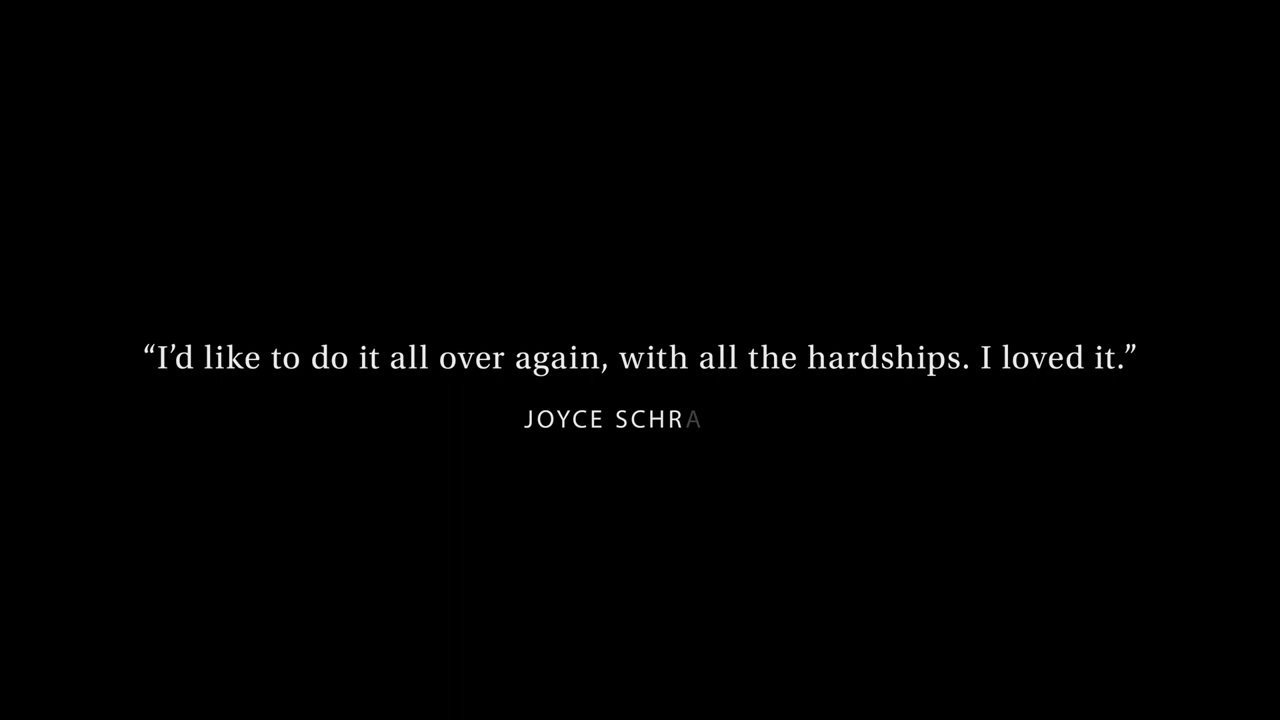 “I’d like to do it all over again, with all the hardships. I loved it.”
JOYCE SCHRA